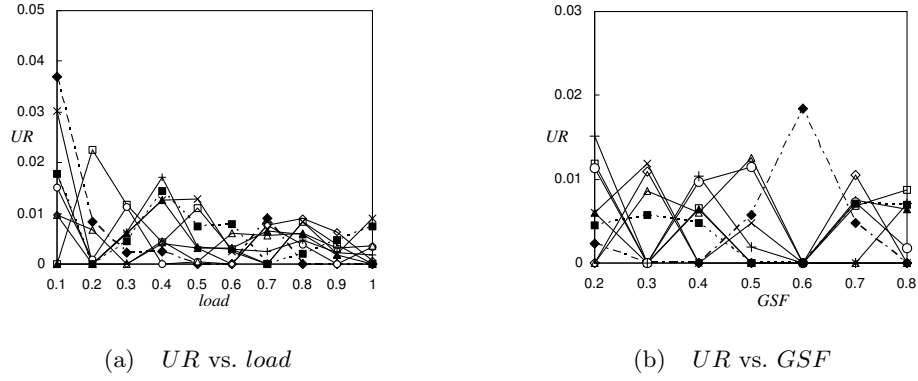 0.05
0.04
0.03
UR
0.02
0.01
0
0.1 0.2 0.3 0.4 0.5 0.6 0.7 0.8 0.9 1
load
0.03
0.02
UR
0.01
0
0.2 0.3 0.4 0.5 0.6 0.7 0.8
GSF
(a) UR vs. load
(b) UR vs. GSF